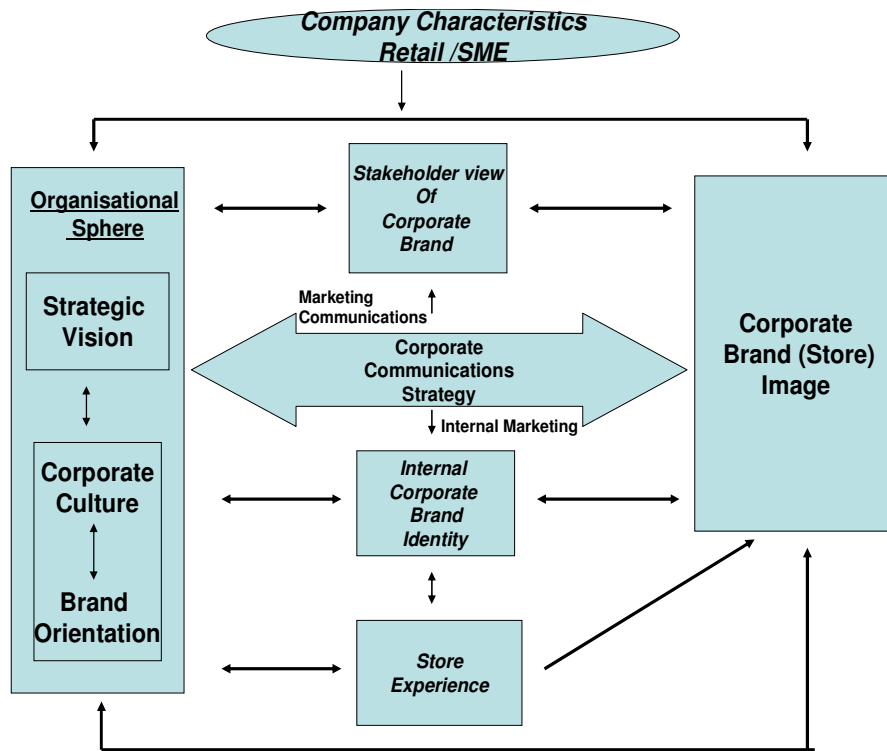 Company Characteristics
Retail /SME
Organisational
Sphere
Strategic
Vision
Corporate
Culture
Brand
Orientation
Stakeholder view
Of
Corporate
Brand
Marketing
Communications
Corporate
Communications
Strategy
Internal Marketing
Internal
Corporate
Brand
Identity
Store
Experience
Corporate
Brand (Store)
Image